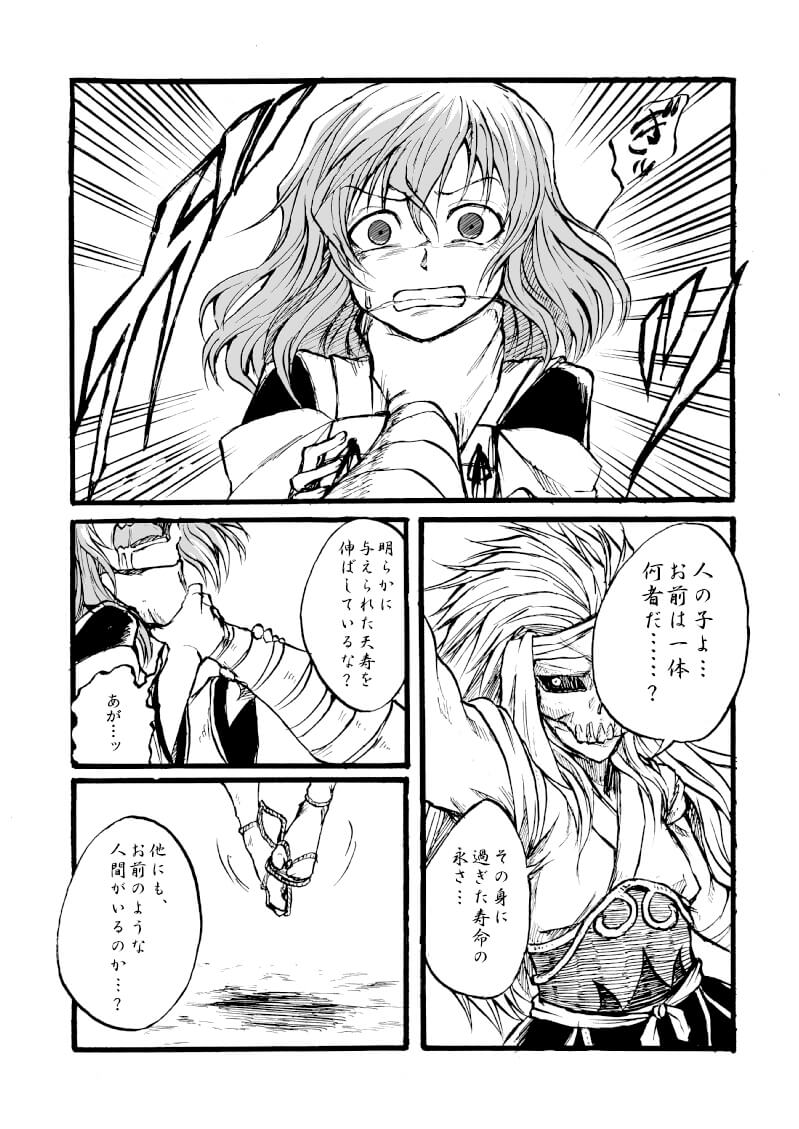 ぎッ
人の子よ…
お前は一体
何者だ……?
その身に
過ぎた寿命の
永さ…
明らかに
与えられた天寿を
伸ばしているな?
あが…ッ
他にも、
お前のような
人間がいるのか…?